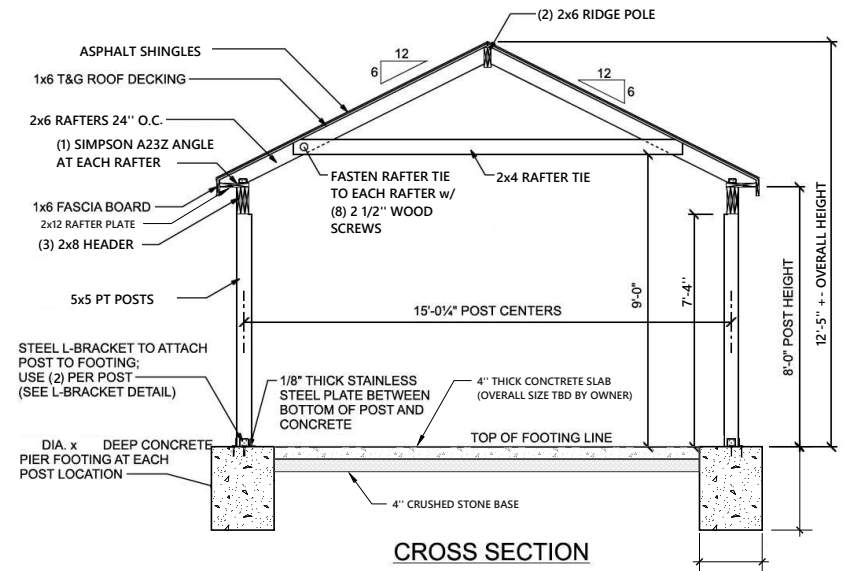 (2) 2x6 RIDGE POLE
ASPHALT SHINGLES
12
6
1x6 T&G ROOF DECKING
12
6
2x6 RAFTERS 24'' O.C.
(1) SIMPSON A23Z ANGLE
AT EACH RAFTER
FASTEN RAFTER TIE
TO EACH RAFTER w/
(8) 2 1/2'' WOOD
SCREWS
2x4 RAFTER TIE
1x6 FASCIA BOARD
2x12 RAFTER PLATE
(3) 2x8 HEADER
5x5 PT POSTS
15'-0¼" POST CENTERS
9'-0"
7'-4''
8'-0" POST HEIGHT
12'-5'' +- OVERALL HEIGHT
STEEL L-BRACKET TO ATTACH
POST TO FOOTING;
USE (2) PER POST
(SEE L-BRACKET DETAIL)
1/8" THICK STAINLESS
STEEL PLATE BETWEEN
BOTTOM OF POST AND
CONCRETE
4'' THICK CONCRETE SLAB
(OVERALL SIZE TBD BY OWNER)
TOP OF FOOTING LINE
DIA. x DEEP CONCRETE
PIER FOOTING AT EACH
POST LOCATION
4'' CRUSHED STONE BASE
CROSS SECTION